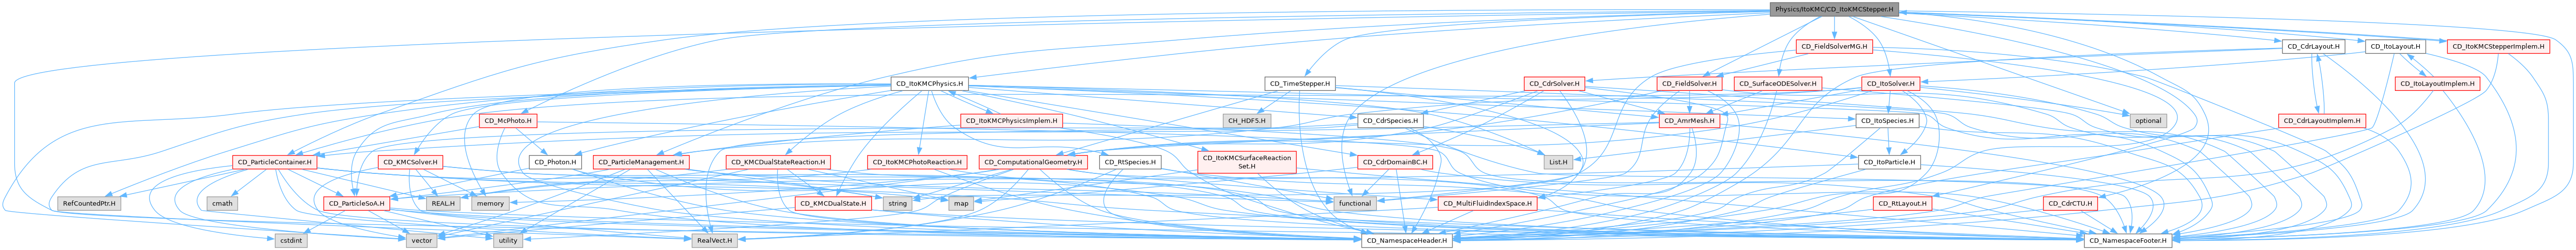 Physics/ItoKMC/CD_ItoKMCStepper.H
CD_FieldSolverMG.H
CD_CdrLayout.H
CD_ItoLayout.H
CD_ItoKMCStepperImplem.H
CD_ItoKMCPhysics.H
CD_TimeStepper.H
CD_CdrSolver.H
CD_FieldSolver.H
CD_SurfaceODESolver.H
CD_ItoSolver.H
CD_ItoLayoutImplem.H
CD_McPhoto.H
CD_ItoKMCPhysicsImplem.H
CH_HDF5.H
CD_CdrSpecies.H
CD_AmrMesh.H
CD_ItoSpecies.H
optional
CD_CdrLayoutImplem.H
CD_ParticleContainer.H
CD_KMCSolver.H
CD_Photon.H
CD_ParticleManagement.H
CD_KMCDualStateReaction.H
CD_ItoKMCPhotoReaction.H
CD_ComputationalGeometry.H
CD_RtSpecies.H
CD_ItoKMCSurfaceReaction
Set.H
CD_CdrDomainBC.H
List.H
CD_ItoParticle.H
RefCountedPtr.H
cmath
CD_ParticleSoA.H
REAL.H
memory
CD_KMCDualState.H
string
map
functional
CD_MultiFluidIndexSpace.H
CD_RtLayout.H
CD_CdrCTU.H
cstdint
vector
utility
RealVect.H
CD_NamespaceHeader.H
CD_NamespaceFooter.H